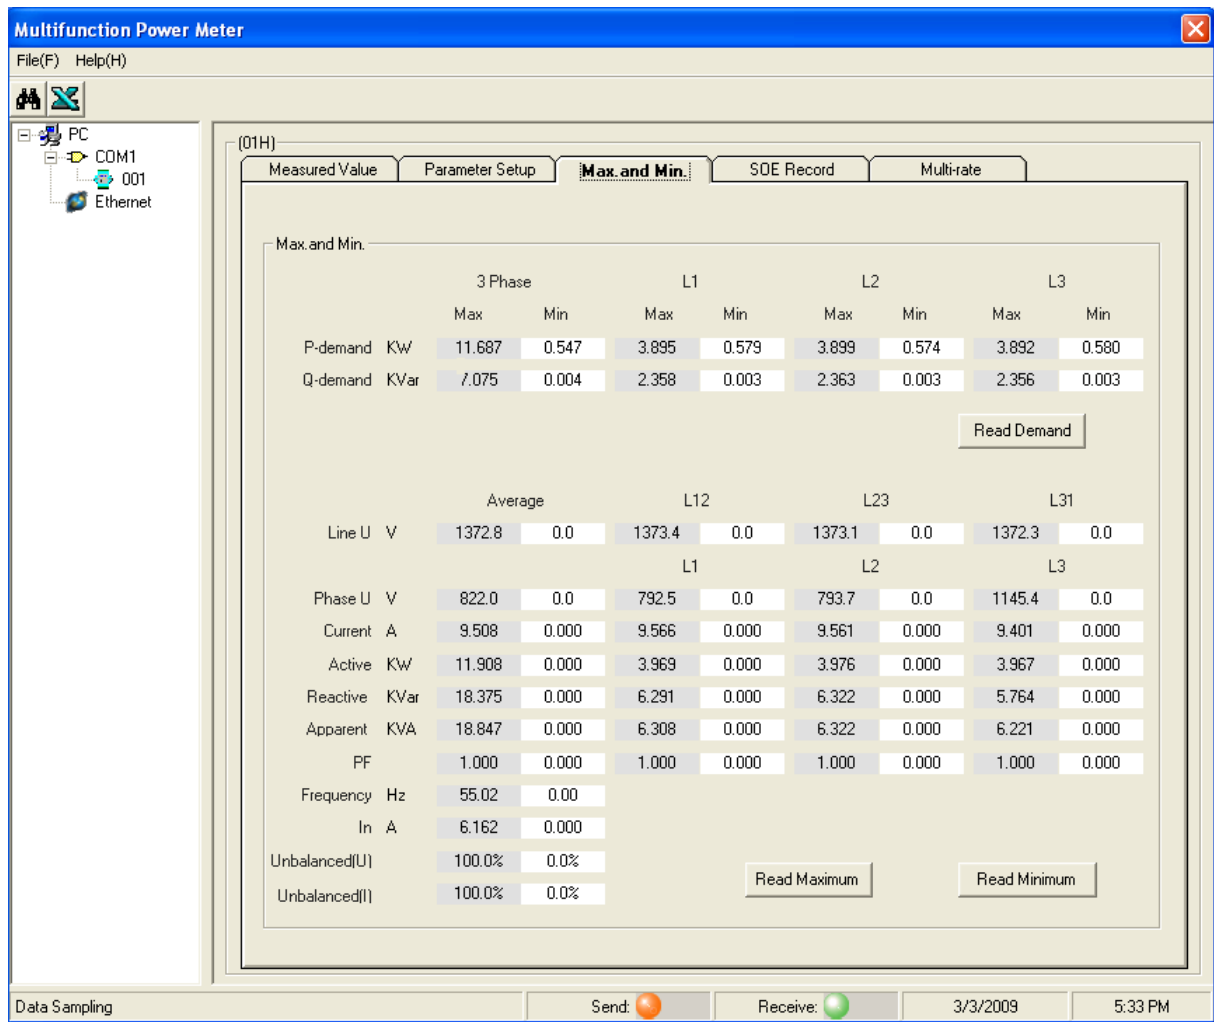 Multifunction Power Meter
File(F) Help(H)
PC
COM1
001
Ethernet
(01H)
Measured Value Parameter Setup Max.and Min. SOE Record Multi-rate
Max.and Min.
3 Phase L1 L2 L3
Max Min Max Min Max Min Max Min
P-demand KW 11.687 0.547 3.895 0.579 3.899 0.574 3.892 0.580
Q-demand KVar 7.075 0.004 2.358 0.003 2.363 0.003 2.356 0.003
Read Demand
Average L12 L23 L31
Line U V 1372.8 0.0 1373.4 0.0 1373.1 0.0 1372.3 0.0
L1 L2 L3
Phase U V 822.0 0.0 792.5 0.0 793.7 0.0 1145.4 0.0
Current A 9.508 0.000 9.566 0.000 9.561 0.000 9.401 0.000
Active KW 11.908 0.000 3.969 0.000 3.976 0.000 3.967 0.000
Reactive KVar 18.375 0.000 6.291 0.000 6.322 0.000 5.764 0.000
Apparent KVA 18.847 0.000 6.308 0.000 6.322 0.000 6.221 0.000
PF 1.000 0.000 1.000 0.000 1.000 0.000 1.000 0.000
Frequency Hz 55.02 0.00
In A 6.162 0.000
Unbalanced(U) 100.0% 0.0%
Unbalanced(I) 100.0% 0.0%
Read Maximum Read Minimum
Data Sampling Send: Receive: 3/3/2009 5:33 PM